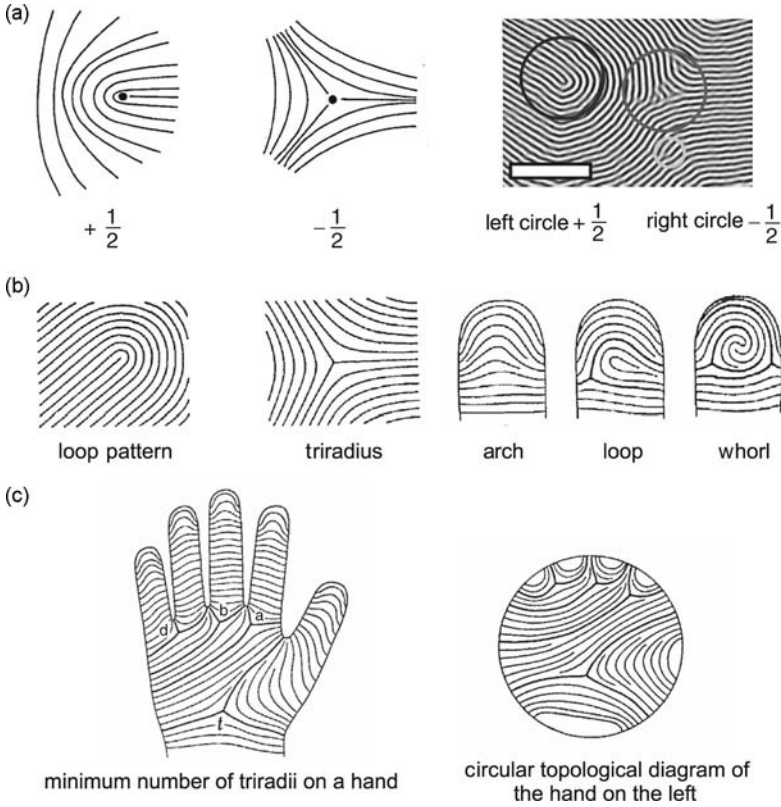 (a)
+ 1/2
− 1/2
left circle + 1/2 right circle − 1/2
(b)
loop pattern
triradius
arch
loop
whorl
(c)
d
b
a
t
minimum number of triradii on a hand
circular topological diagram of
the hand on the left